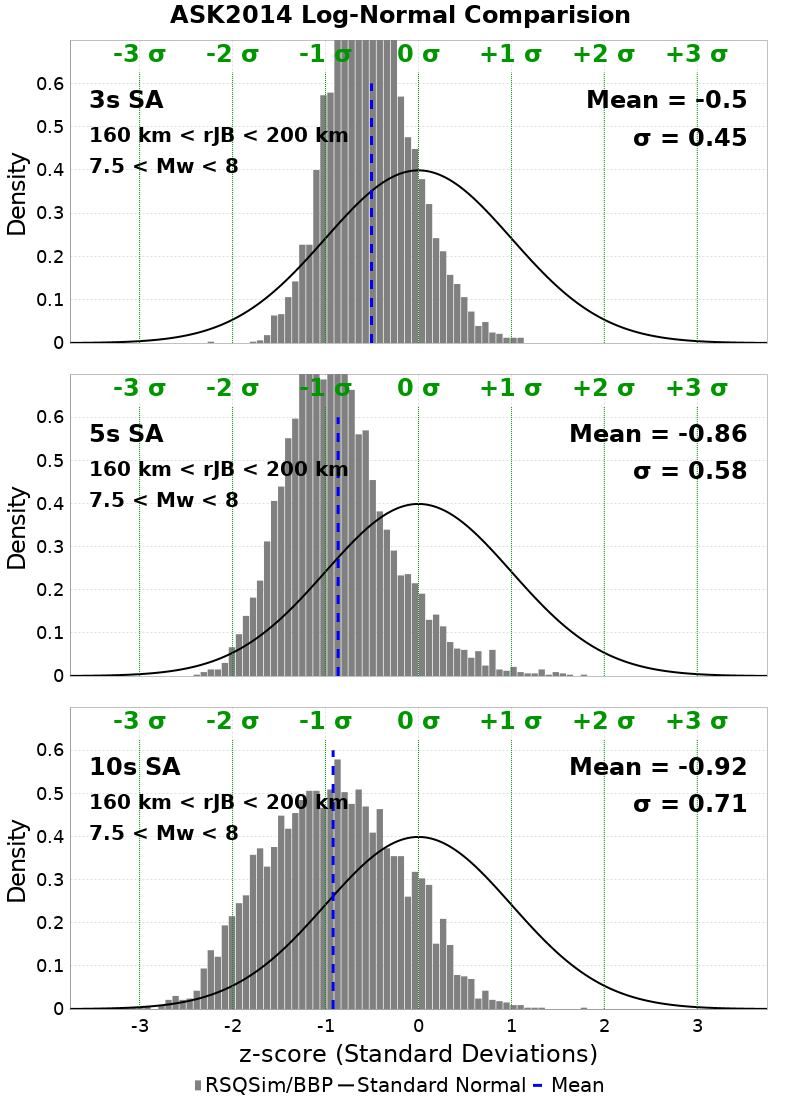 ASK2014 Log-Normal Comparision
-3 σ -2 σ -1 σ 0 σ +1 σ +2 σ +3 σ
3s SA
Mean = -0.5
160 km < rJB < 200 km
σ = 0.45
7.5 < Mw < 8
Density
0.6
0.5
0.4
0.3
0.2
0.1
0
-3 σ -2 σ -1 σ 0 σ +1 σ +2 σ +3 σ
5s SA
Mean = -0.86
160 km < rJB < 200 km
σ = 0.58
7.5 < Mw < 8
Density
0.6
0.5
0.4
0.3
0.2
0.1
0
-3 σ -2 σ -1 σ 0 σ +1 σ +2 σ +3 σ
10s SA
Mean = -0.92
160 km < rJB < 200 km
σ = 0.71
7.5 < Mw < 8
Density
0.6
0.5
0.4
0.3
0.2
0.1
0
-3 -2 -1 0 1 2 3
z-score (Standard Deviations)
RSQSim/BBP Standard Normal Mean